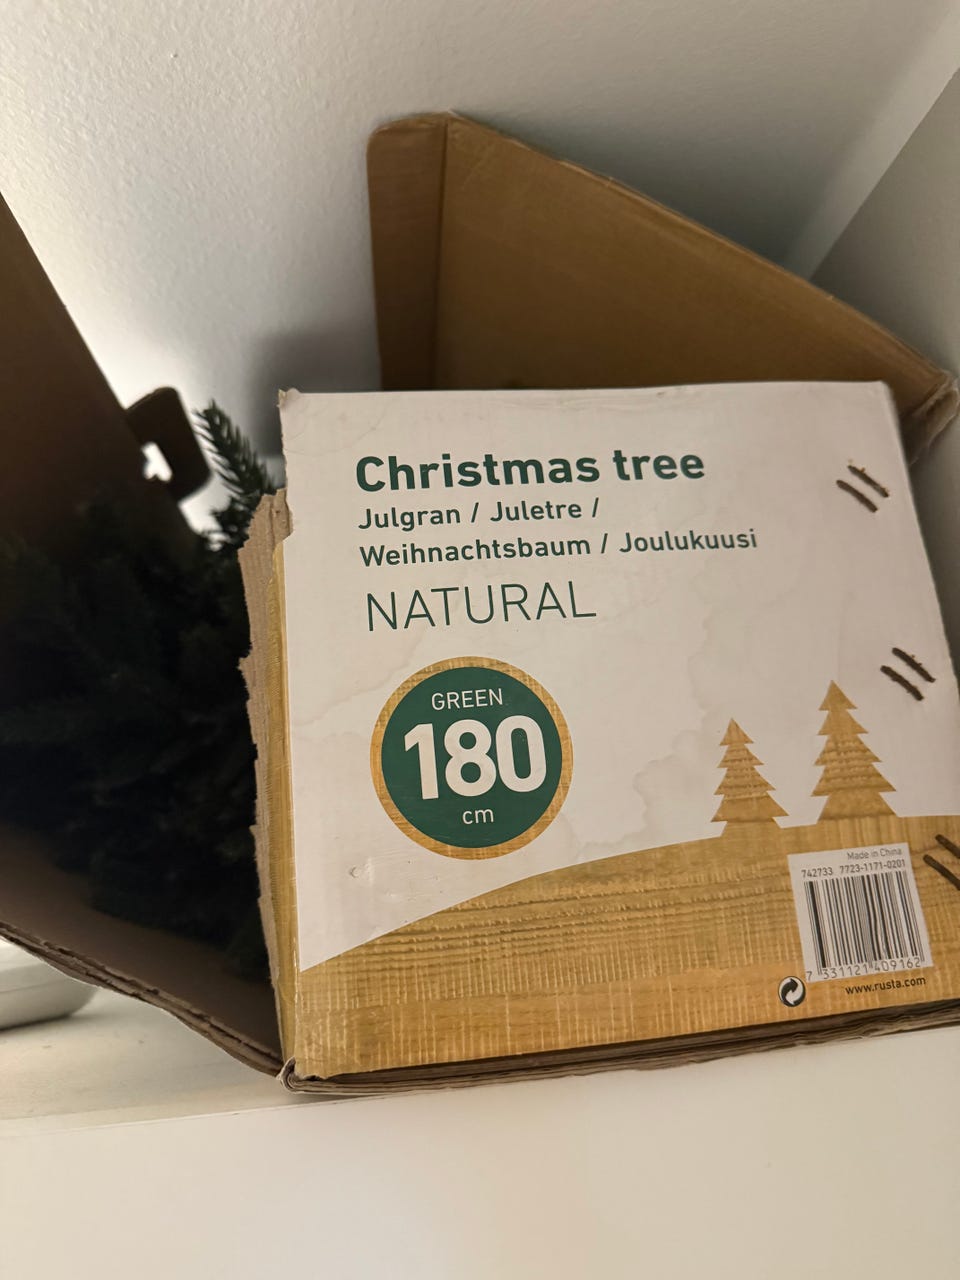 Christmas tree
Julgran / Juletre /
Weihnachtsbaum / Joulukuusi
NATURAL
GREEN
180
cm
Made in China
742733 7723-1171-0201
7 331121 409162
www.rusta.com